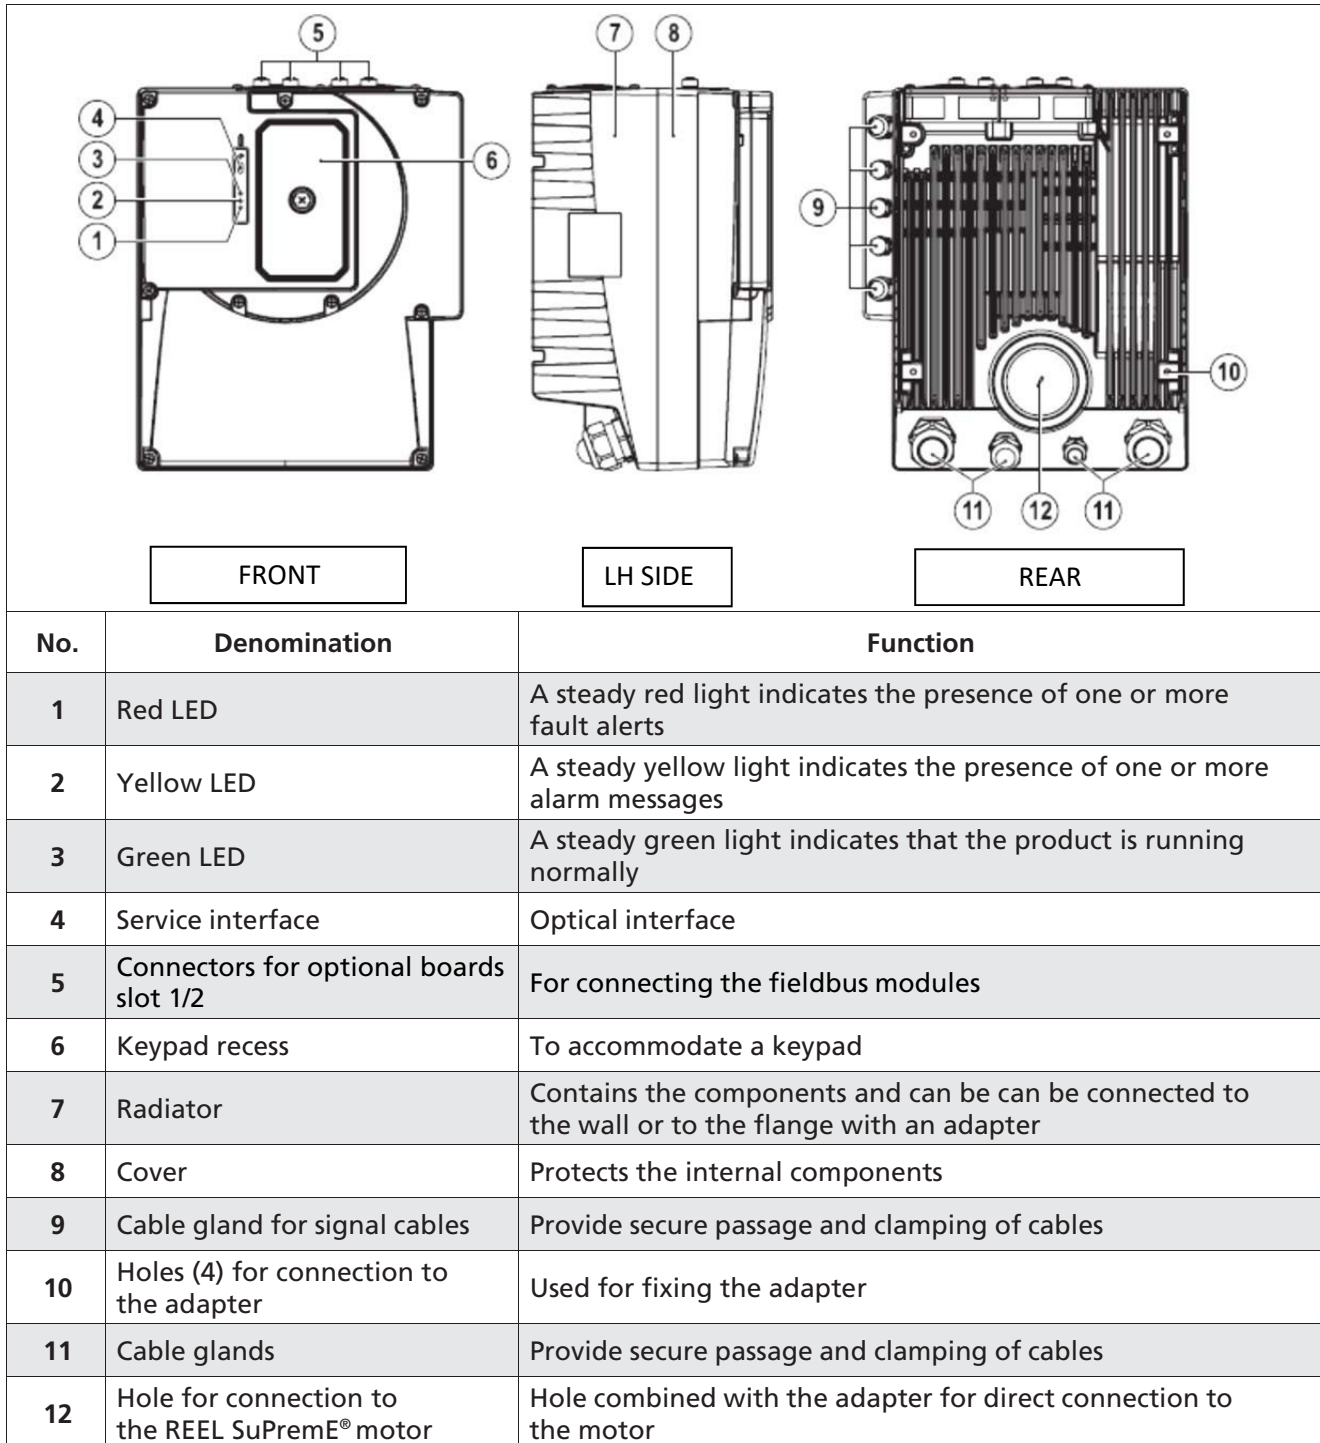 5
7
8
4
3
2
1
6
9
10
11
12
11
FRONT
LH SIDE
REAR
No. Denomination Function
1 Red LED A steady red light indicates the presence of one or more
fault alerts
2 Yellow LED A steady yellow light indicates the presence of one or more
alarm messages
3 Green LED A steady green light indicates that the product is running
normally
4 Service interface Optical interface
5 Connectors for optional boards
slot 1/2 For connecting the fieldbus modules
6 Keypad recess To accommodate a keypad
7 Radiator Contains the components and can be can be connected to
the wall or to the flange with an adapter
8 Cover Protects the internal components
9 Cable gland for signal cables Provide secure passage and clamping of cables
10 Holes (4) for connection to
the adapter Used for fixing the adapter
11 Cable glands Provide secure passage and clamping of cables
12 Hole for connection to
the REEL SuPremE® motor Hole combined with the adapter for direct connection to
the motor